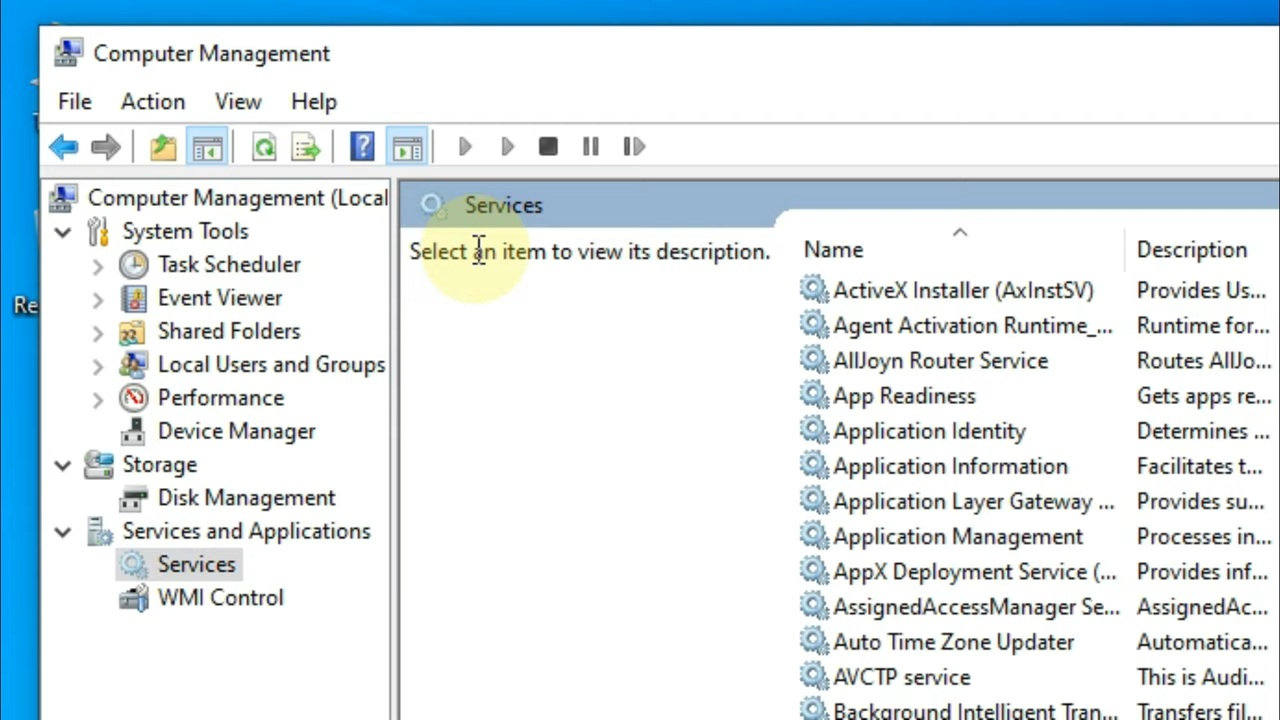 Computer Management
File Action View Help
Computer Management (Local
System Tools
Task Scheduler
Event Viewer
Shared Folders
Local Users and Groups
Performance
Device Manager
Storage
Disk Management
Services and Applications
Services
WMI Control
Services
Select an item to view its description.
Name Description
ActiveX Installer (AxInstSV) Provides Us...
Agent Activation Runtime_... Runtime for...
AllJoyn Router Service Routes AllJo...
App Readiness Gets apps re...
Application Identity Determines ...
Application Information Facilitates t...
Application Layer Gateway ... Provides su...
Application Management Processes in...
AppX Deployment Service (... Provides inf...
AssignedAccessManager Se... AssignedAc...
Auto Time Zone Updater Automatica...
AVCTP service This is Audi...
Background Intelligent Tran... Transfers fil...
Re